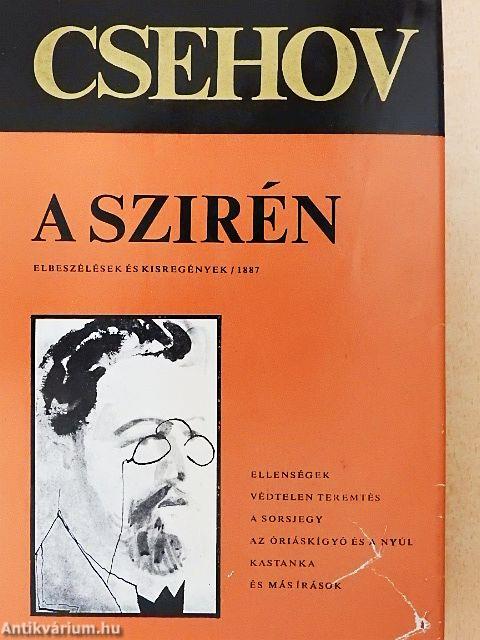 CSEHOV
A SZIRÉN
ELBESZÉLÉSEK ÉS KISREGÉNYEK / 1887
ELLENSÉGEK
VÉDTELEN TEREMTÉS
A SORSJEGY
AZ ÓRIÁSKÍGYÓ ÉS A NYÚL
KASTANKA
ÉS MÁS ÍRÁSOK
Antikvárium.hu